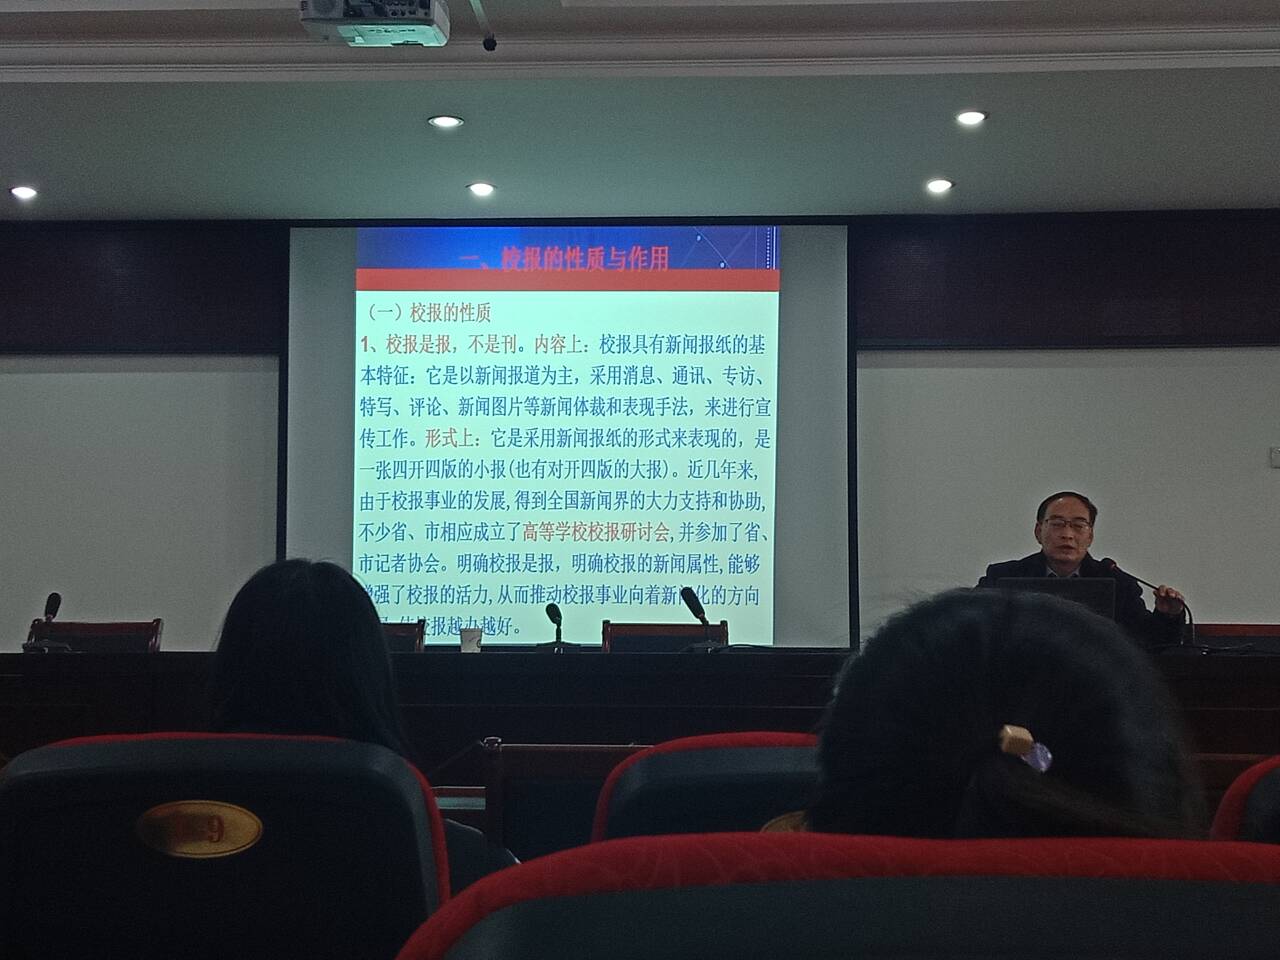 一、校报的性质与作用
（一）校报的性质
1、校报是报，不是刊。内容上：校报具有新闻报纸的基
本特征：它是以新闻报道为主，采用消息、通讯、专访、
特写、评论、新闻图片等新闻体裁和表现手法，来进行宣
传工作。形式上：它是采用新闻报纸的形式来表现的，是
一张四开四版的小报(也有对开四版的大报)。近几年来,
由于校报事业的发展,得到全国新闻界的大力支持和协助,
不少省、市相应成立了高等学校校报研讨会,并参加了省、
市记者协会。明确校报是报，明确校报的新闻属性,能够
增强了校报的活力,从而推动校报事业向着新闻化的方向
校报越办越好。
9